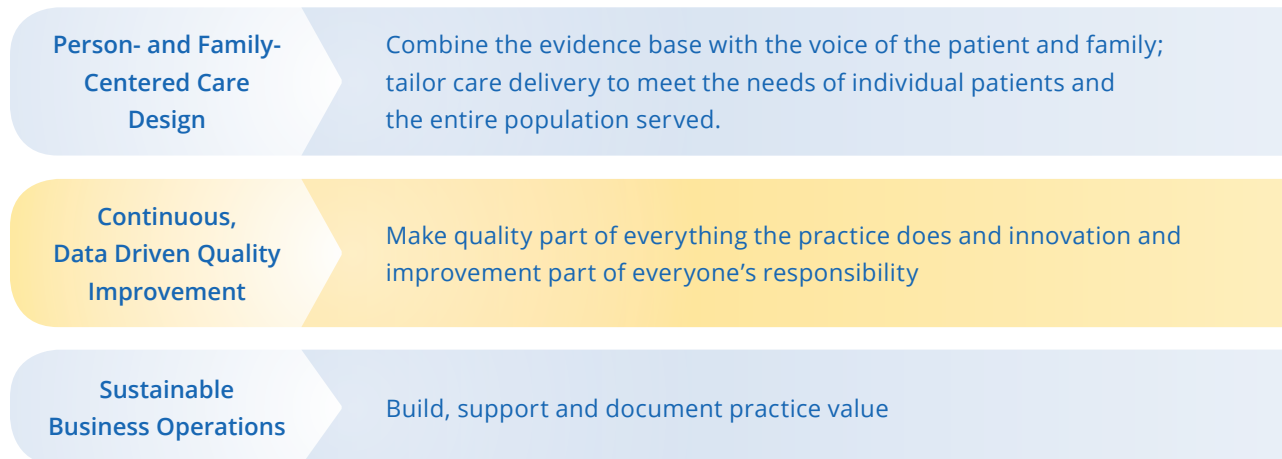 Person- and Family-
Centered Care
Design
Combine the evidence base with the voice of the patient and family;
tailor care delivery to meet the needs of individual patients and
the entire population served.
Continuous,
Data Driven Quality
Improvement
Make quality part of everything the practice does and innovation and
improvement part of everyone’s responsibility
Sustainable
Business Operations
Build, support and document practice value